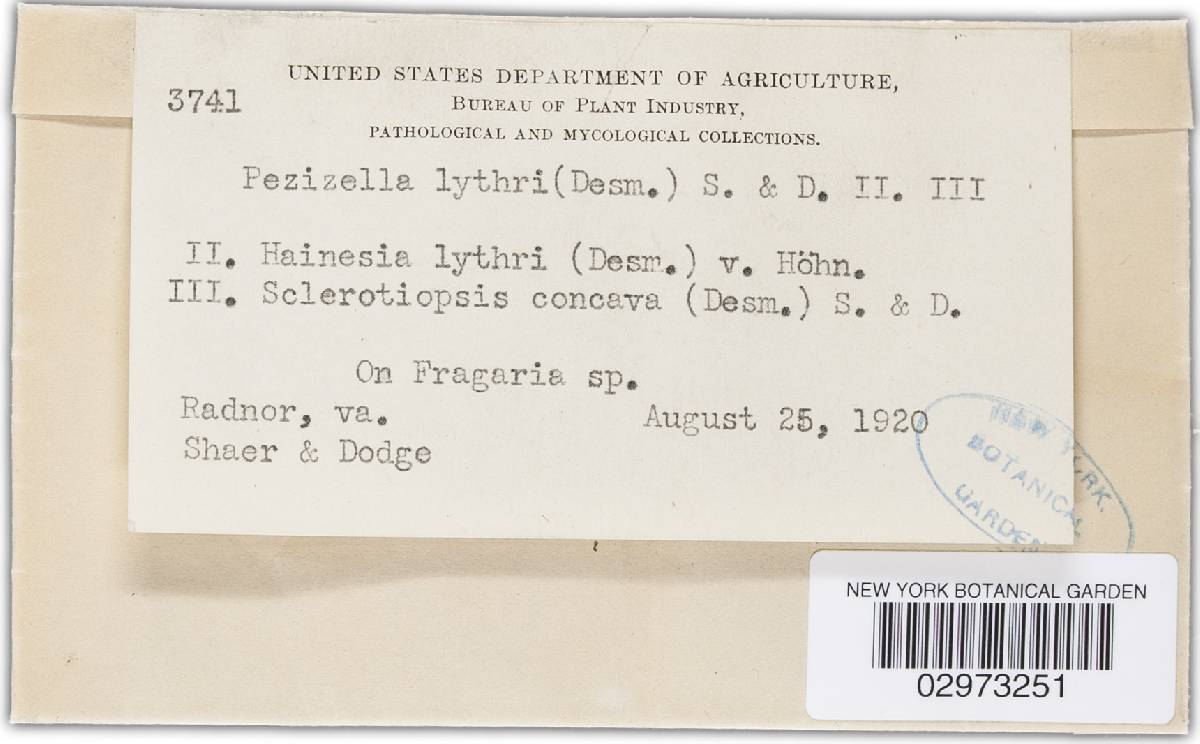 UNITED STATES DEPARTMENT OF AGRICULTURE,
3741
BUREAU OF PLANT INDUSTRY,
PATHOLOGICAL AND MYCOLOGICAL COLLECTIONS.
Pezizella lythri(Desm.) S. & D. II. III
II. Hainesia lythri (Desm.) v. Höhn.
III. Sclerotiopsis concava (Desm.) S. & D.
On Fragaria sp.
Radnor, va. August 25, 1920
Shaer & Dodge
NEW YORK.
BOTANICAL
GARDEN
NEW YORK BOTANICAL GARDEN
02973251